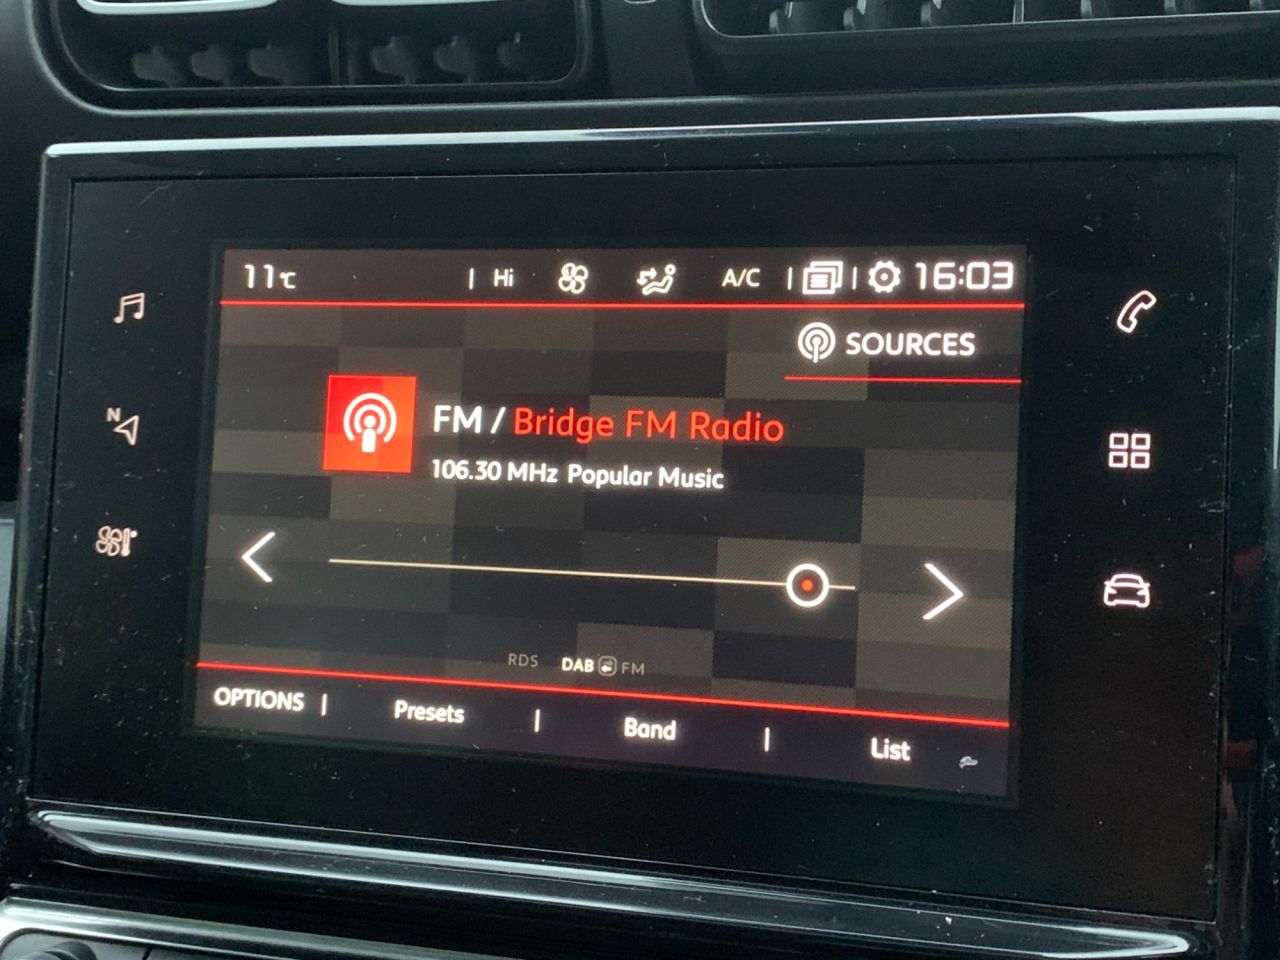 11°C | Hi A/C | | 16:03
SOURCES
FM / Bridge FM Radio
106.30 MHz Popular Music
N
RDS DAB FM
OPTIONS | Presets | Band | List